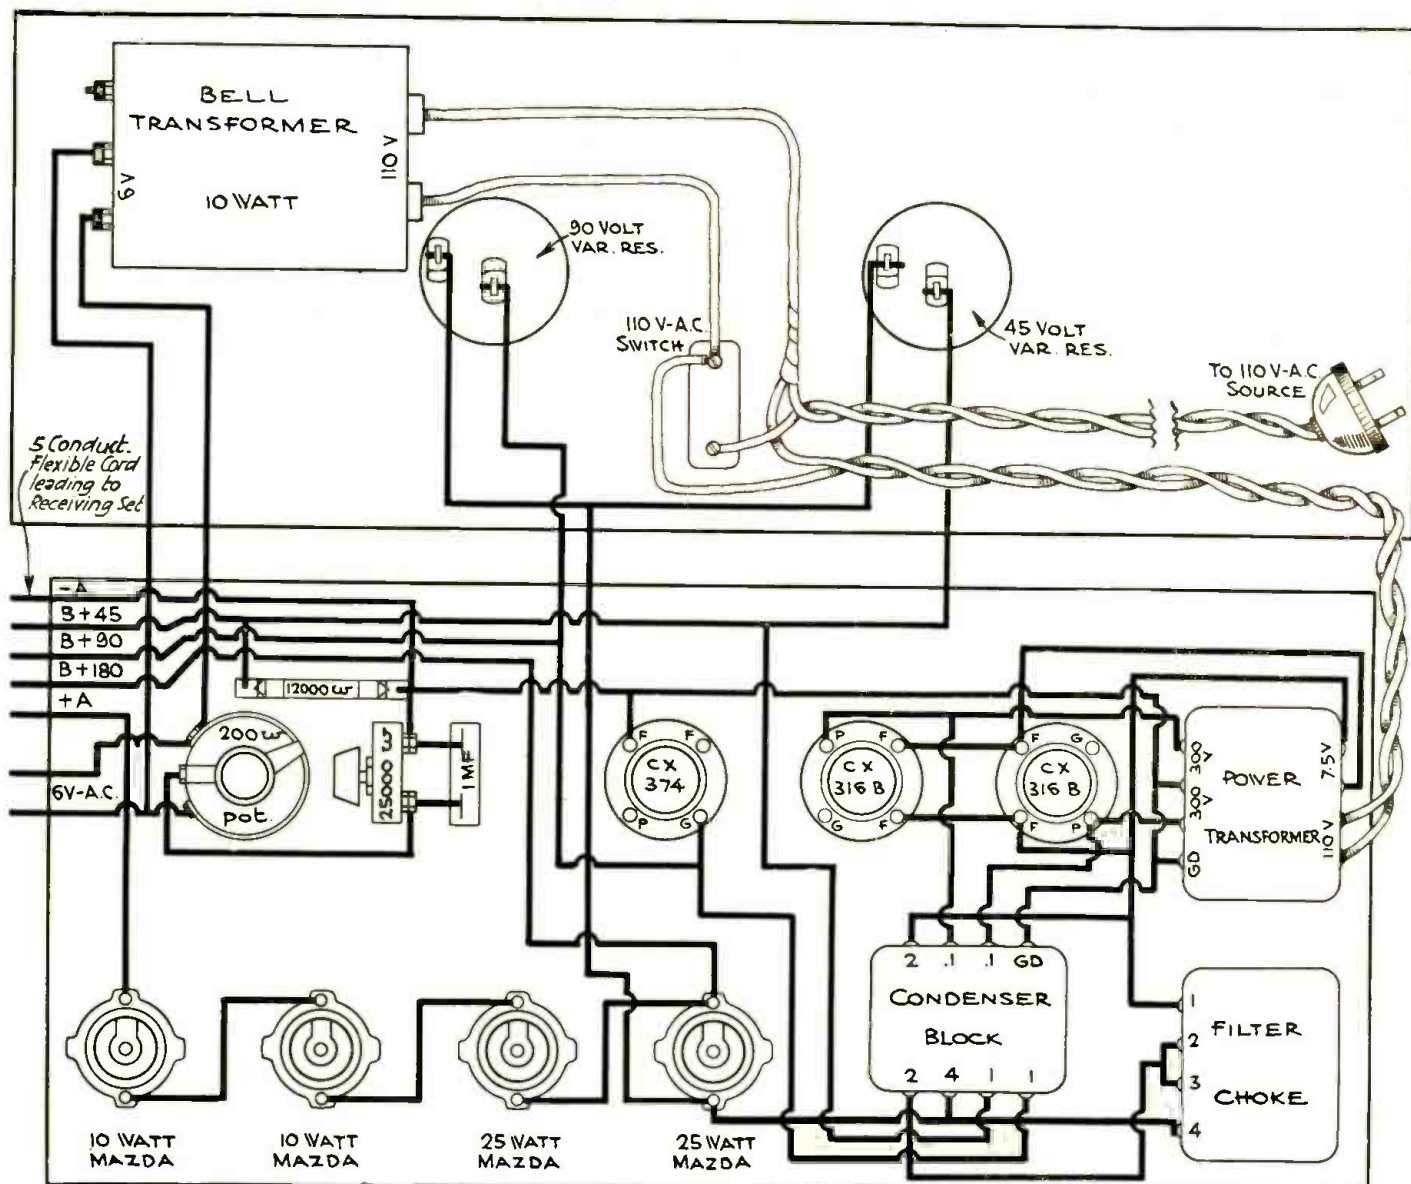 BELL
TRANSFORMER
10 WATT
6V
110 V
90 VOLT
VAR. RES.
110 V-A.C.
SWITCH
45 VOLT
VAR. RES.
TO 110 V-A.C.
SOURCE
5 Conduct.
Flexible Cord
leading to
Receiving Set
-A
B+45
B+90
B+180
+A
6V-A.C.
12000 ω
200 ω
pot.
25000 ω
1 MF
F F
CX
374
P G
P F
CX
316 B
G F
F G
CX
316 B
F P
300
V
300
V
GD
POWER
TRANSFORMER
7.5V
110 V
2 .1 .1 GD
CONDENSER
BLOCK
2 4 1 1
1
2
3
4
FILTER
CHOKE
10 WATT
MAZDA
10 WATT
MAZDA
25 WATT
MAZDA
25 WATT
MAZDA